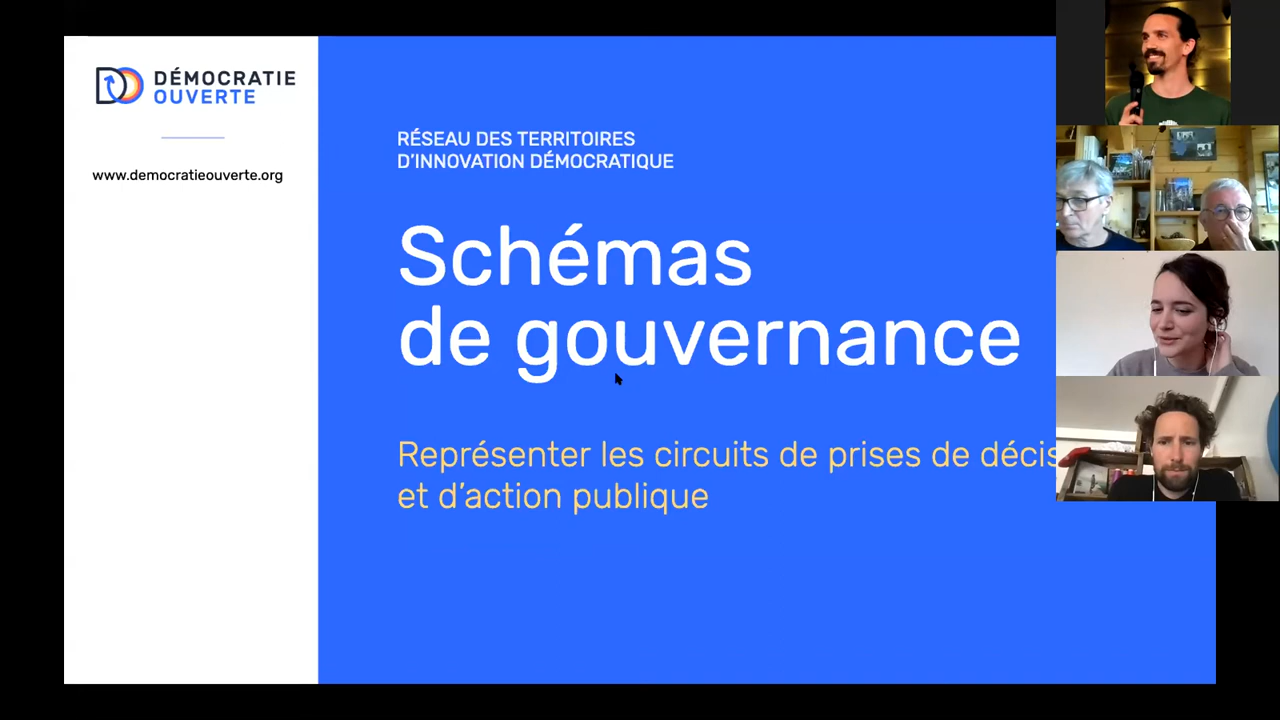 DÉMOCRATIE
OUVERTE
www.democratieouverte.org
RÉSEAU DES TERRITOIRES
D'INNOVATION DÉMOCRATIQUE
Schémas
de gouvernance
Représenter les circuits de prises de décis
et d'action publique